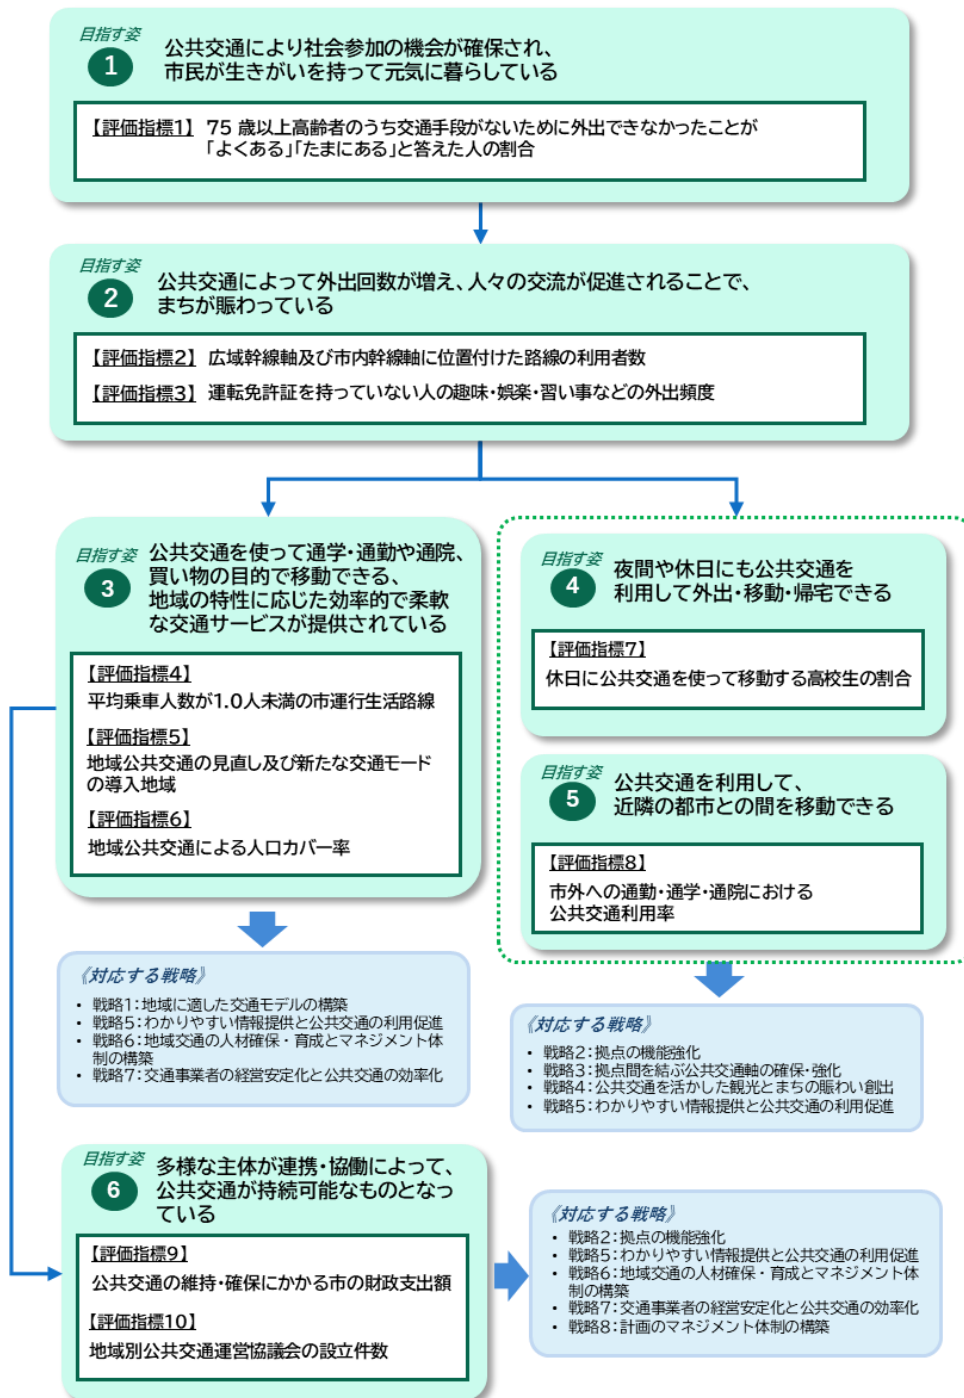 目指す姿
1
公共交通により社会参加の機会が確保され、
市民が生きがいを持って元気に暮らしている
【評価指標1】 75 歳以上高齢者のうち交通手段がないために外出できなかったことが
「よくある」「たまにある」と答えた人の割合
目指す姿
2
公共交通によって外出回数が増え、人々の交流が促進されることで、
まちが賑わっている
【評価指標2】 広域幹線軸及び市内幹線軸に位置付けた路線の利用者数
【評価指標3】 運転免許証を持っていない人の趣味・娯楽・習い事などの外出頻度
目指す姿
3
公共交通を使って通学・通勤や通院、
買い物の目的で移動できる、
地域の特性に応じた効率的で柔軟
な交通サービスが提供されている
【評価指標4】
平均乗車人数が1.0人未満の市運行生活路線
【評価指標5】
地域公共交通の見直し及び新たな交通モード
の導入地域
【評価指標6】
地域公共交通による人口カバー率
目指す姿
4
夜間や休日にも公共交通を
利用して外出・移動・帰宅できる
【評価指標7】
休日に公共交通を使って移動する高校生の割合
目指す姿
5
公共交通を利用して、
近隣の都市との間を移動できる
【評価指標8】
市外への通勤・通学・通院における
公共交通利用率
《対応する戦略》
・ 戦略1：地域に適した交通モデルの構築
・ 戦略5：わかりやすい情報提供と公共交通の利用促進
・ 戦略6：地域交通の人材確保・育成とマネジメント体
制の構築
・ 戦略7：交通事業者の経営安定化と公共交通の効率化
《対応する戦略》
・ 戦略2：拠点の機能強化
・ 戦略3：拠点間を結ぶ公共交通軸の確保・強化
・ 戦略4：公共交通を活かした観光とまちの賑わい創出
・ 戦略5：わかりやすい情報提供と公共交通の利用促進
目指す姿
6
多様な主体が連携・協働によって、
公共交通が持続可能なものとなっ
ている
【評価指標9】
公共交通の維持・確保にかかる市の財政支出額
【評価指標10】
地域別公共交通運営協議会の設立件数
《対応する戦略》
・ 戦略2：拠点の機能強化
・ 戦略5：わかりやすい情報提供と公共交通の利用促進
・ 戦略6：地域交通の人材確保・育成とマネジメント体
制の構築
・ 戦略7：交通事業者の経営安定化と公共交通の効率化
・ 戦略8：計画のマネジメント体制の構築